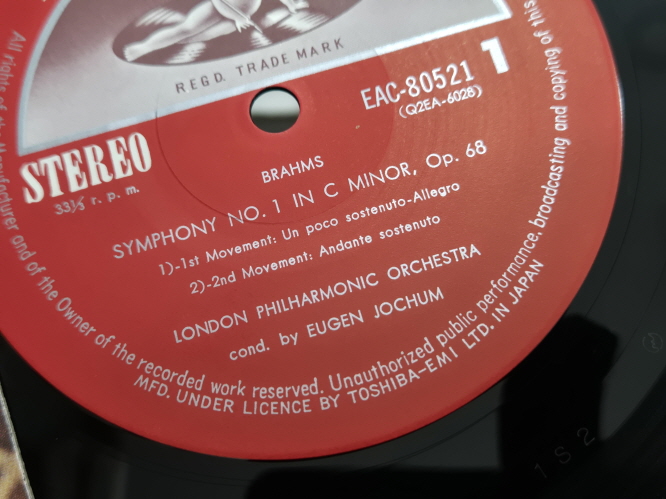 REGD. TRADE MARK
EAC-80521
(Q2EA-6028)
1
STEREO
33⅓ r. p. m.
BRAHMS
SYMPHONY NO. 1 IN C MINOR, Op. 68
1)-1st Movement: Un poco sostenuto-Allegro
2)-2nd Movement: Andante sostenuto
LONDON PHILHARMONIC ORCHESTRA
cond. by EUGEN JOCHUM
All rights of the Manufacturer and of the Owner of the recorded work reserved. Unauthorized public performance, broadcasting and copying of this
MFD. UNDER LICENCE BY TOSHIBA-EMI LTD. IN JAPAN
1 S 2